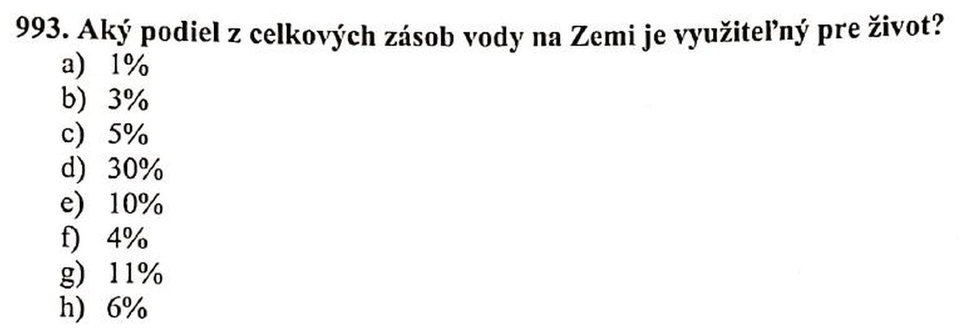 993. Aký podiel z celkových zásob vody na Zemi je využiteľný pre život?
a) 1%
b) 3%
c) 5%
d) 30%
e) 10%
f) 4%
g) 11%
h) 6%